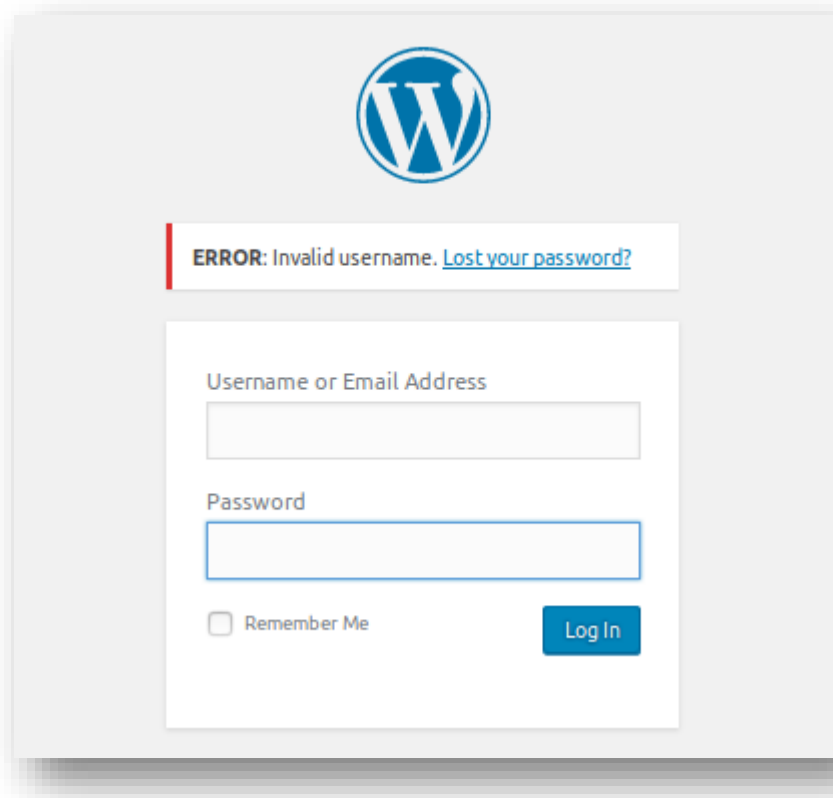 ERROR: Invalid username. Lost your password?
Username or Email Address
Password
Remember Me
Log In